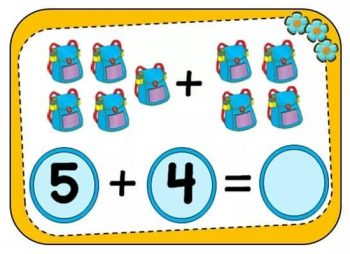 +
5 + 4 =